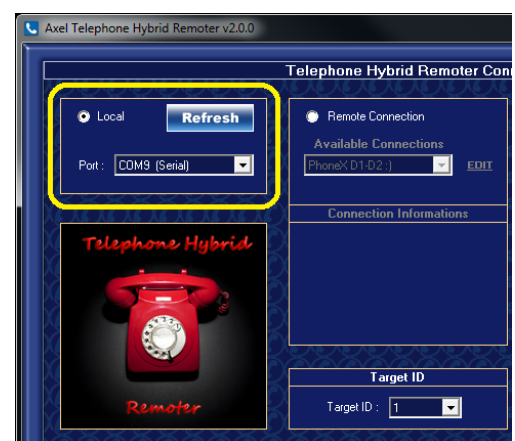 Axel Telephone Hybrid Remoter v2.0.0
Telephone Hybrid Remoter Con
Local
Refresh
Port : COM9 (Serial)
Remote Connection
Available Connections
PhoneX D1-D2 :)
EDIT
Connection Informations
Telephone Hybrid
Remoter
Target ID
Target ID : 1